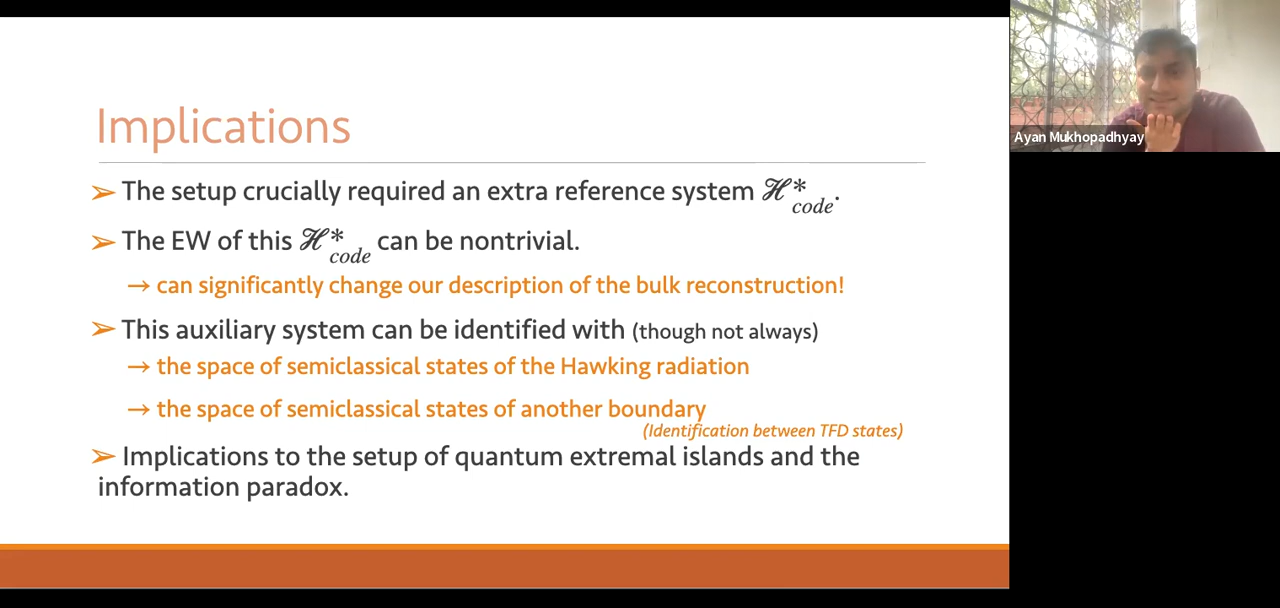 Implications
➢ The setup crucially required an extra reference system ℋ*_code.
➢ The EW of this ℋ*_code can be nontrivial.
→ can significantly change our description of the bulk reconstruction!
➢ This auxiliary system can be identified with (though not always)
→ the space of semiclassical states of the Hawking radiation
→ the space of semiclassical states of another boundary
(Identification between TFD states)
➢ Implications to the setup of quantum extremal islands and the
information paradox.
Ayan Mukhopadhyay